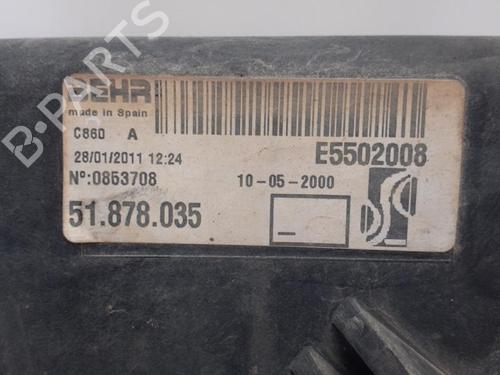 BEHR
made in Spain
C860 A
28/01/2011 12:24
E5502008
Nº:0853708
10-05-2000
51.878.035
B-PARTS